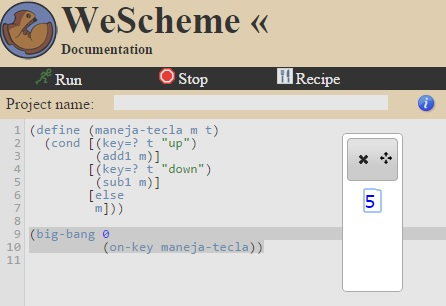 WeScheme «
Documentation
Run Stop Recipe
Project name:
1 (define (maneja-tecla m t)
2 (cond [(key=? t "up")
3 (add1 m)]
4 [(key=? t "down")
5 (sub1 m)]
6 [else
7 m]))
8
9 (big-bang 0
10 (on-key maneja-tecla))
11
5